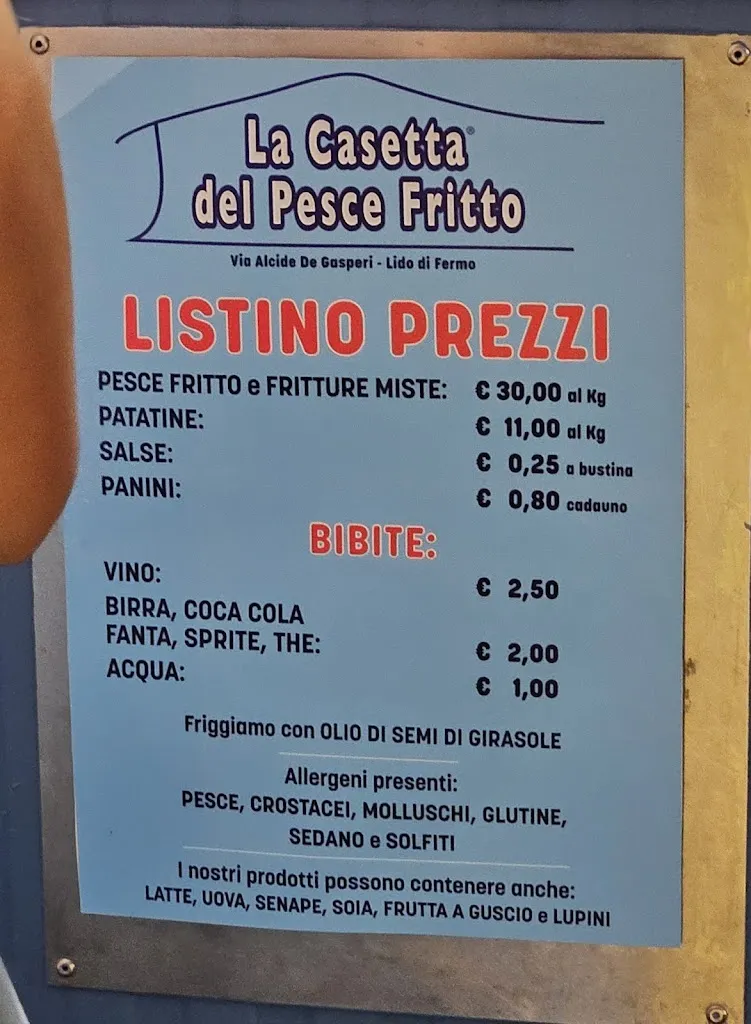 La Casetta®
del Pesce Fritto
Via Alcide De Gasperi - Lido di Fermo
LISTINO PREZZI
PESCE FRITTO e FRITTURE MISTE: € 30,00 al Kg
PATATINE: € 11,00 al Kg
SALSE: € 0,25 a bustina
PANINI: € 0,80 cadauno
BIBITE:
VINO: € 2,50
BIRRA, COCA COLA
FANTA, SPRITE, THE: € 2,00
ACQUA: € 1,00
Friggiamo con OLIO DI SEMI DI GIRASOLE
Allergeni presenti:
PESCE, CROSTACEI, MOLLUSCHI, GLUTINE,
SEDANO e SOLFITI
I nostri prodotti possono contenere anche:
LATTE, UOVA, SENAPE, SOIA, FRUTTA A GUSCIO e LUPINI